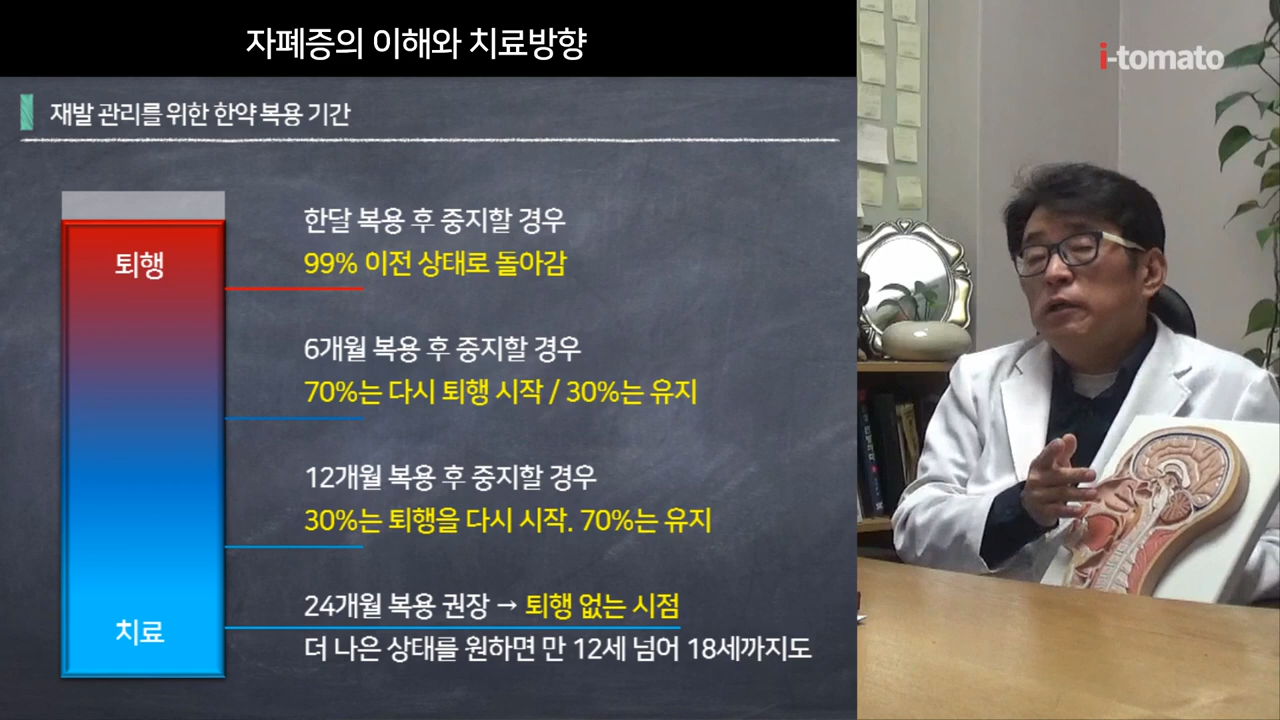 자폐증의 이해와 치료방향
i-tomato
재발 관리를 위한 한약 복용 기간
퇴행
한달 복용 후 중지할 경우
99% 이전 상태로 돌아감
6개월 복용 후 중지할 경우
70%는 다시 퇴행 시작 / 30%는 유지
12개월 복용 후 중지할 경우
30%는 퇴행을 다시 시작. 70%는 유지
24개월 복용 권장 → 퇴행 없는 시점
치료
더 나은 상태를 원하면 만 12세 넘어 18세까지도